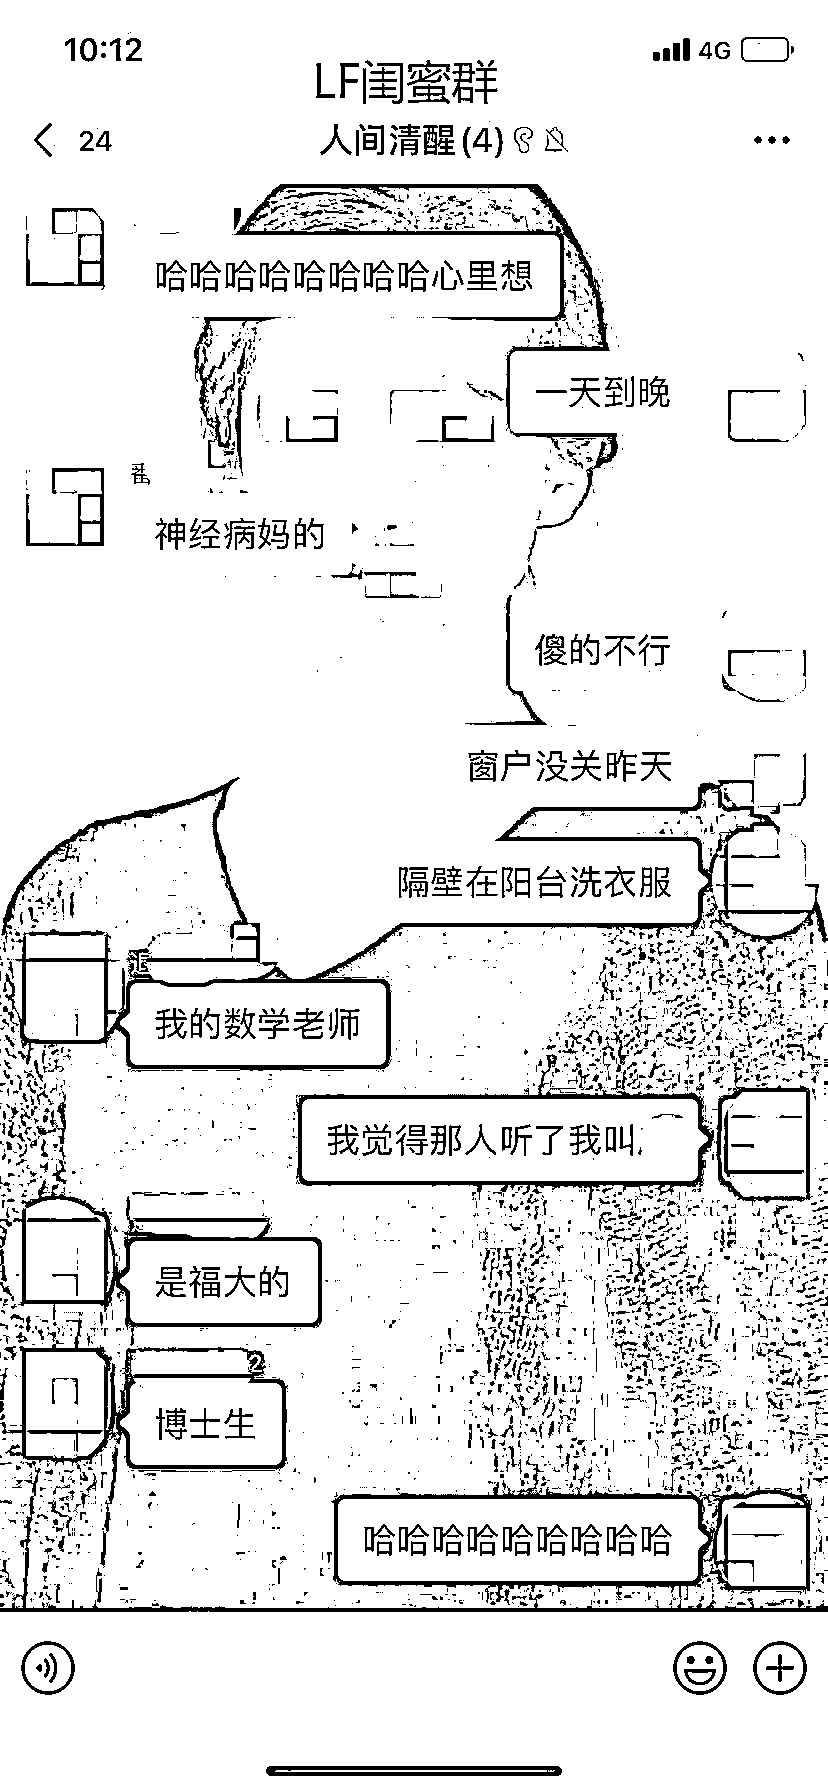 10:12
4G
LF闺蜜群
24
人间清醒(4)
哈哈哈哈哈哈哈哈心里想
一天到晚
神经病妈的
傻的不行
窗户没关昨天
隔壁在阳台洗衣服
我的数学老师
我觉得那人听了我叫
是福大的
2
博士生
哈哈哈哈哈哈哈哈哈